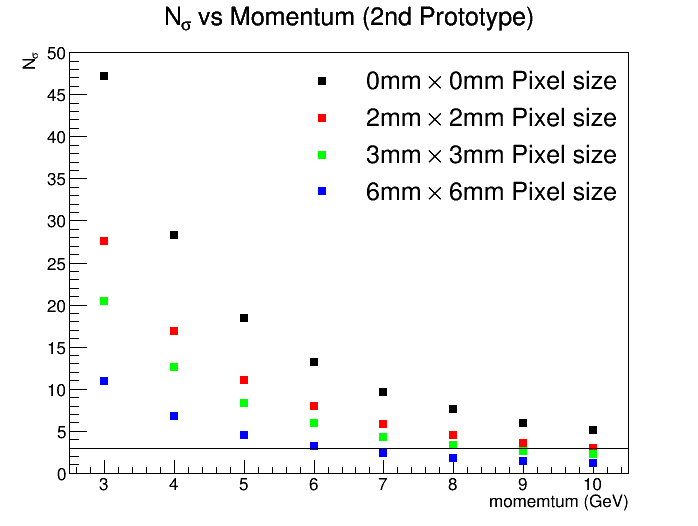 Nσ vs Momentum (2nd Prototype)
Nσ
50
45
40
35
30
25
20
15
10
5
0
0mm × 0mm Pixel size
2mm × 2mm Pixel size
3mm × 3mm Pixel size
6mm × 6mm Pixel size
3 4 5 6 7 8 9 10
momemtum (GeV)